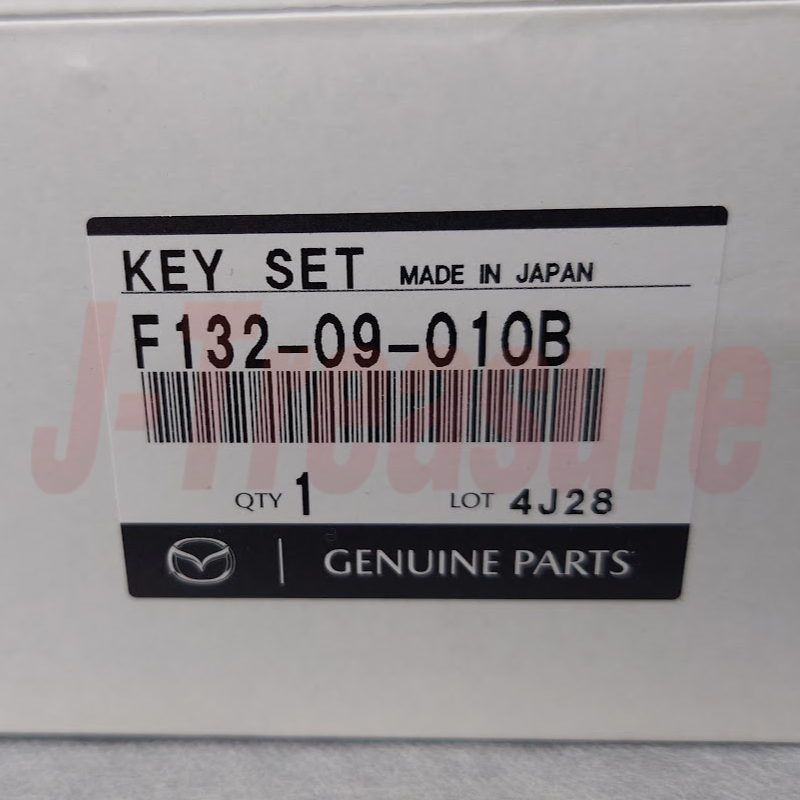 KEY SET MADE IN JAPAN
F132-09-010B
J-Treasure
QTY 1 LOT 4J28
GENUINE PARTS